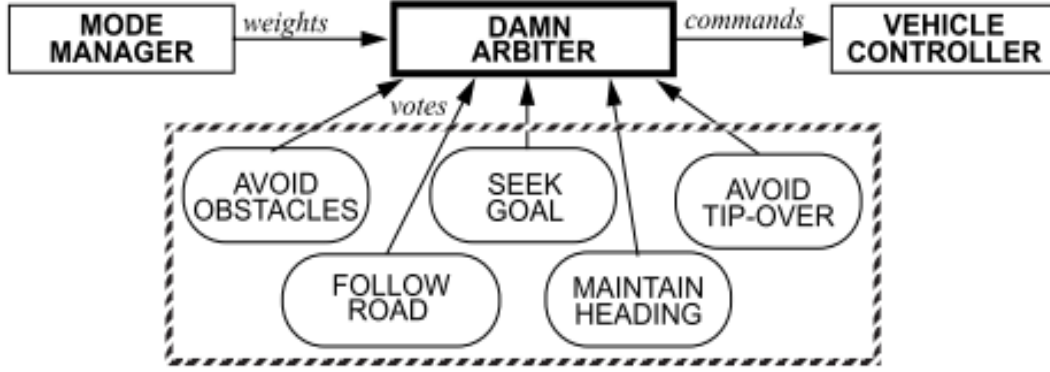 MODE
MANAGER
weights
DAMN
ARBITER
commands
VEHICLE
CONTROLLER
votes
AVOID
OBSTACLES
SEEK
GOAL
AVOID
TIP-OVER
FOLLOW
ROAD
MAINTAIN
HEADING